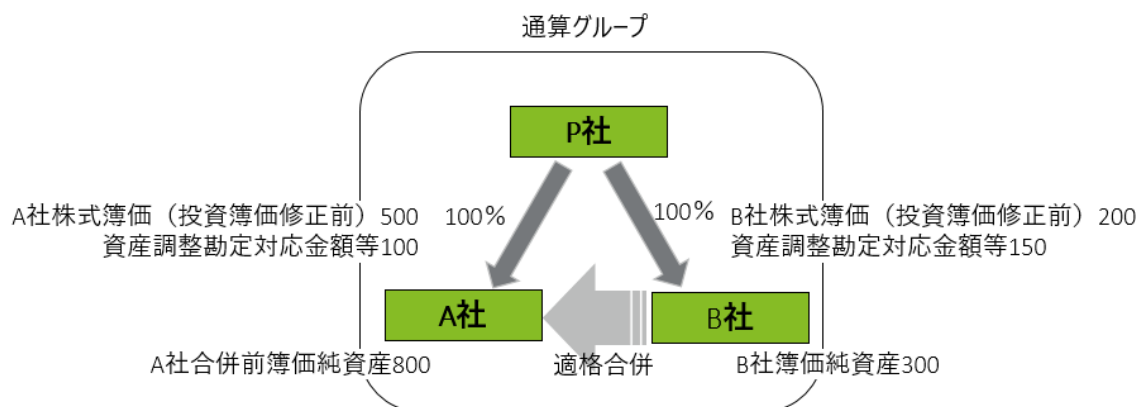 通算グループ
P社
A社株式簿価（投資簿価修正前）500
資産調整勘定対応金額等100
100%
100%
B社株式簿価（投資簿価修正前）200
資産調整勘定対応金額等150
A社
B社
A社合併前簿価純資産800
適格合併
B社簿価純資産300